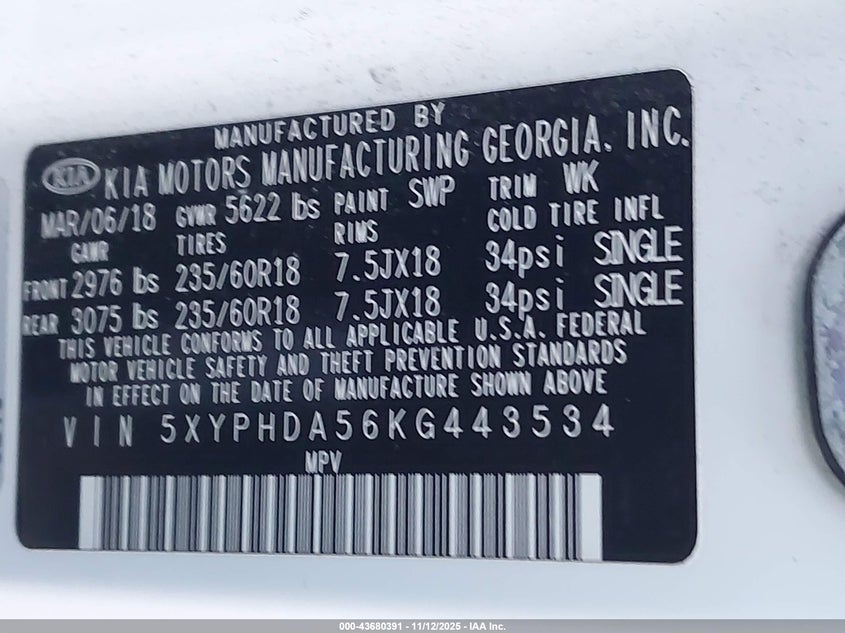 MANUFACTURED BY
KIA KIA MOTORS MANUFACTURING GEORGIA, INC.
MAR/06/18 GVWR 5622 lbs PAINT SWP TRIM WK
GAWR TIRES RIMS COLD TIRE INFL
FRONT 2976 lbs 235/60R18 7.5JX18 34psi SINGLE
REAR 3075 lbs 235/60R18 7.5JX18 34psi SINGLE
THIS VEHICLE CONFORMS TO ALL APPLICABLE U.S.A. FEDERAL
MOTOR VEHICLE SAFETY AND THEFT PREVENTION STANDARDS
IN EFFECT ON THE DATE OF MANUFACTURE SHOWN ABOVE
VIN 5XYPHDA56KG443534
MPV
000-43680391 - 11/12/2025 - IAA Inc.